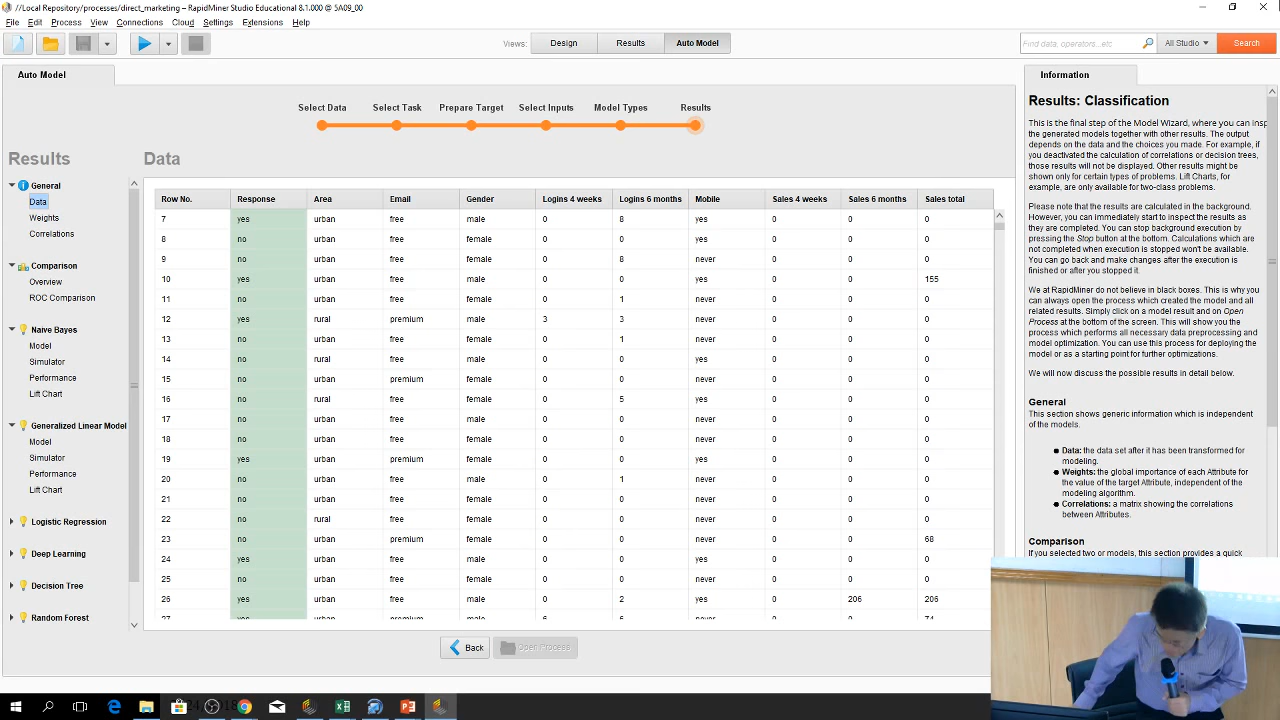 //Local Repository/processes/direct_marketing – RapidMiner Studio Educational 8.1.000 @ 5A09_00
File Edit Process View Connections Cloud Settings Extensions Help
Views: Design Results Auto Model
Find data, operators...etc All Studio ▼ Search
Auto Model
Select Data Select Task Prepare Target Select Inputs Model Types Results
Results
General
Data
Weights
Correlations
Comparison
Overview
ROC Comparison
Naive Bayes
Model
Simulator
Performance
Lift Chart
Generalized Linear Model
Model
Simulator
Performance
Lift Chart
Logistic Regression
Deep Learning
Decision Tree
Random Forest
Data
Row No. Response Area Email Gender Logins 4 weeks Logins 6 months Mobile Sales 4 weeks Sales 6 months Sales total
7 yes urban free male 0 8 yes 0 0 0
8 no urban free female 0 0 yes 0 0 0
9 no urban free female 0 8 never 0 0 0
10 yes urban free male 0 0 yes 0 0 155
11 no urban free female 0 1 never 0 0 0
12 yes rural premium male 3 3 never 0 0 0
13 no urban free female 0 1 never 0 0 0
14 no rural free male 0 0 yes 0 0 0
15 no urban premium female 0 0 never 0 0 0
16 no rural free female 0 5 yes 0 0 0
17 no urban free male 0 0 never 0 0 0
18 no urban free female 0 0 never 0 0 0
19 yes urban premium female 0 0 yes 0 0 0
20 no urban free female 0 1 never 0 0 0
21 no urban free female 0 0 never 0 0 0
22 no rural free female 0 0 never 0 0 0
23 no urban premium female 0 0 never 0 0 68
24 yes urban free male 0 0 yes 0 0 0
25 no urban free male 0 0 never 0 0 0
26 yes urban free male 0 2 yes 0 206 206
Back Open Process
Information
Results: Classification
This is the final step of the Model Wizard, where you can insp
the generated models together with other results. The output
depends on the data and the choices you made. For example, if
you deactivated the calculation of correlations or decision trees,
those results will not be displayed. Other results might be
shown only for certain types of problems. Lift Charts, for
example, are only available for two-class problems.
Please note that the results are calculated in the background.
However, you can immediately start to inspect the results as
they are completed. You can stop background execution by
pressing the Stop button at the bottom. Calculations which are
not completed when execution is stopped won't be available.
You can go back and make changes after the execution is
finished or after you stopped it.
We at RapidMiner do not believe in black boxes. This is why you
can always open the process which created the model and all
related results. Simply click on a model result and on Open
Process at the bottom of the screen. This will show you the
process which performs all necessary data preprocessing and
model optimization. You can use this process for deploying the
model or as a starting point for further optimizations.
We will now discuss the possible results in detail below.
General
This section shows generic information which is independent
of the models.
Data: the data set after it has been transformed for
modeling.
Weights: the global importance of each Attribute for
the value of the target Attribute, independent of the
modeling algorithm.
Correlations: a matrix showing the correlations
between Attributes.
Comparison
If you selected two or models, this section provides a quick